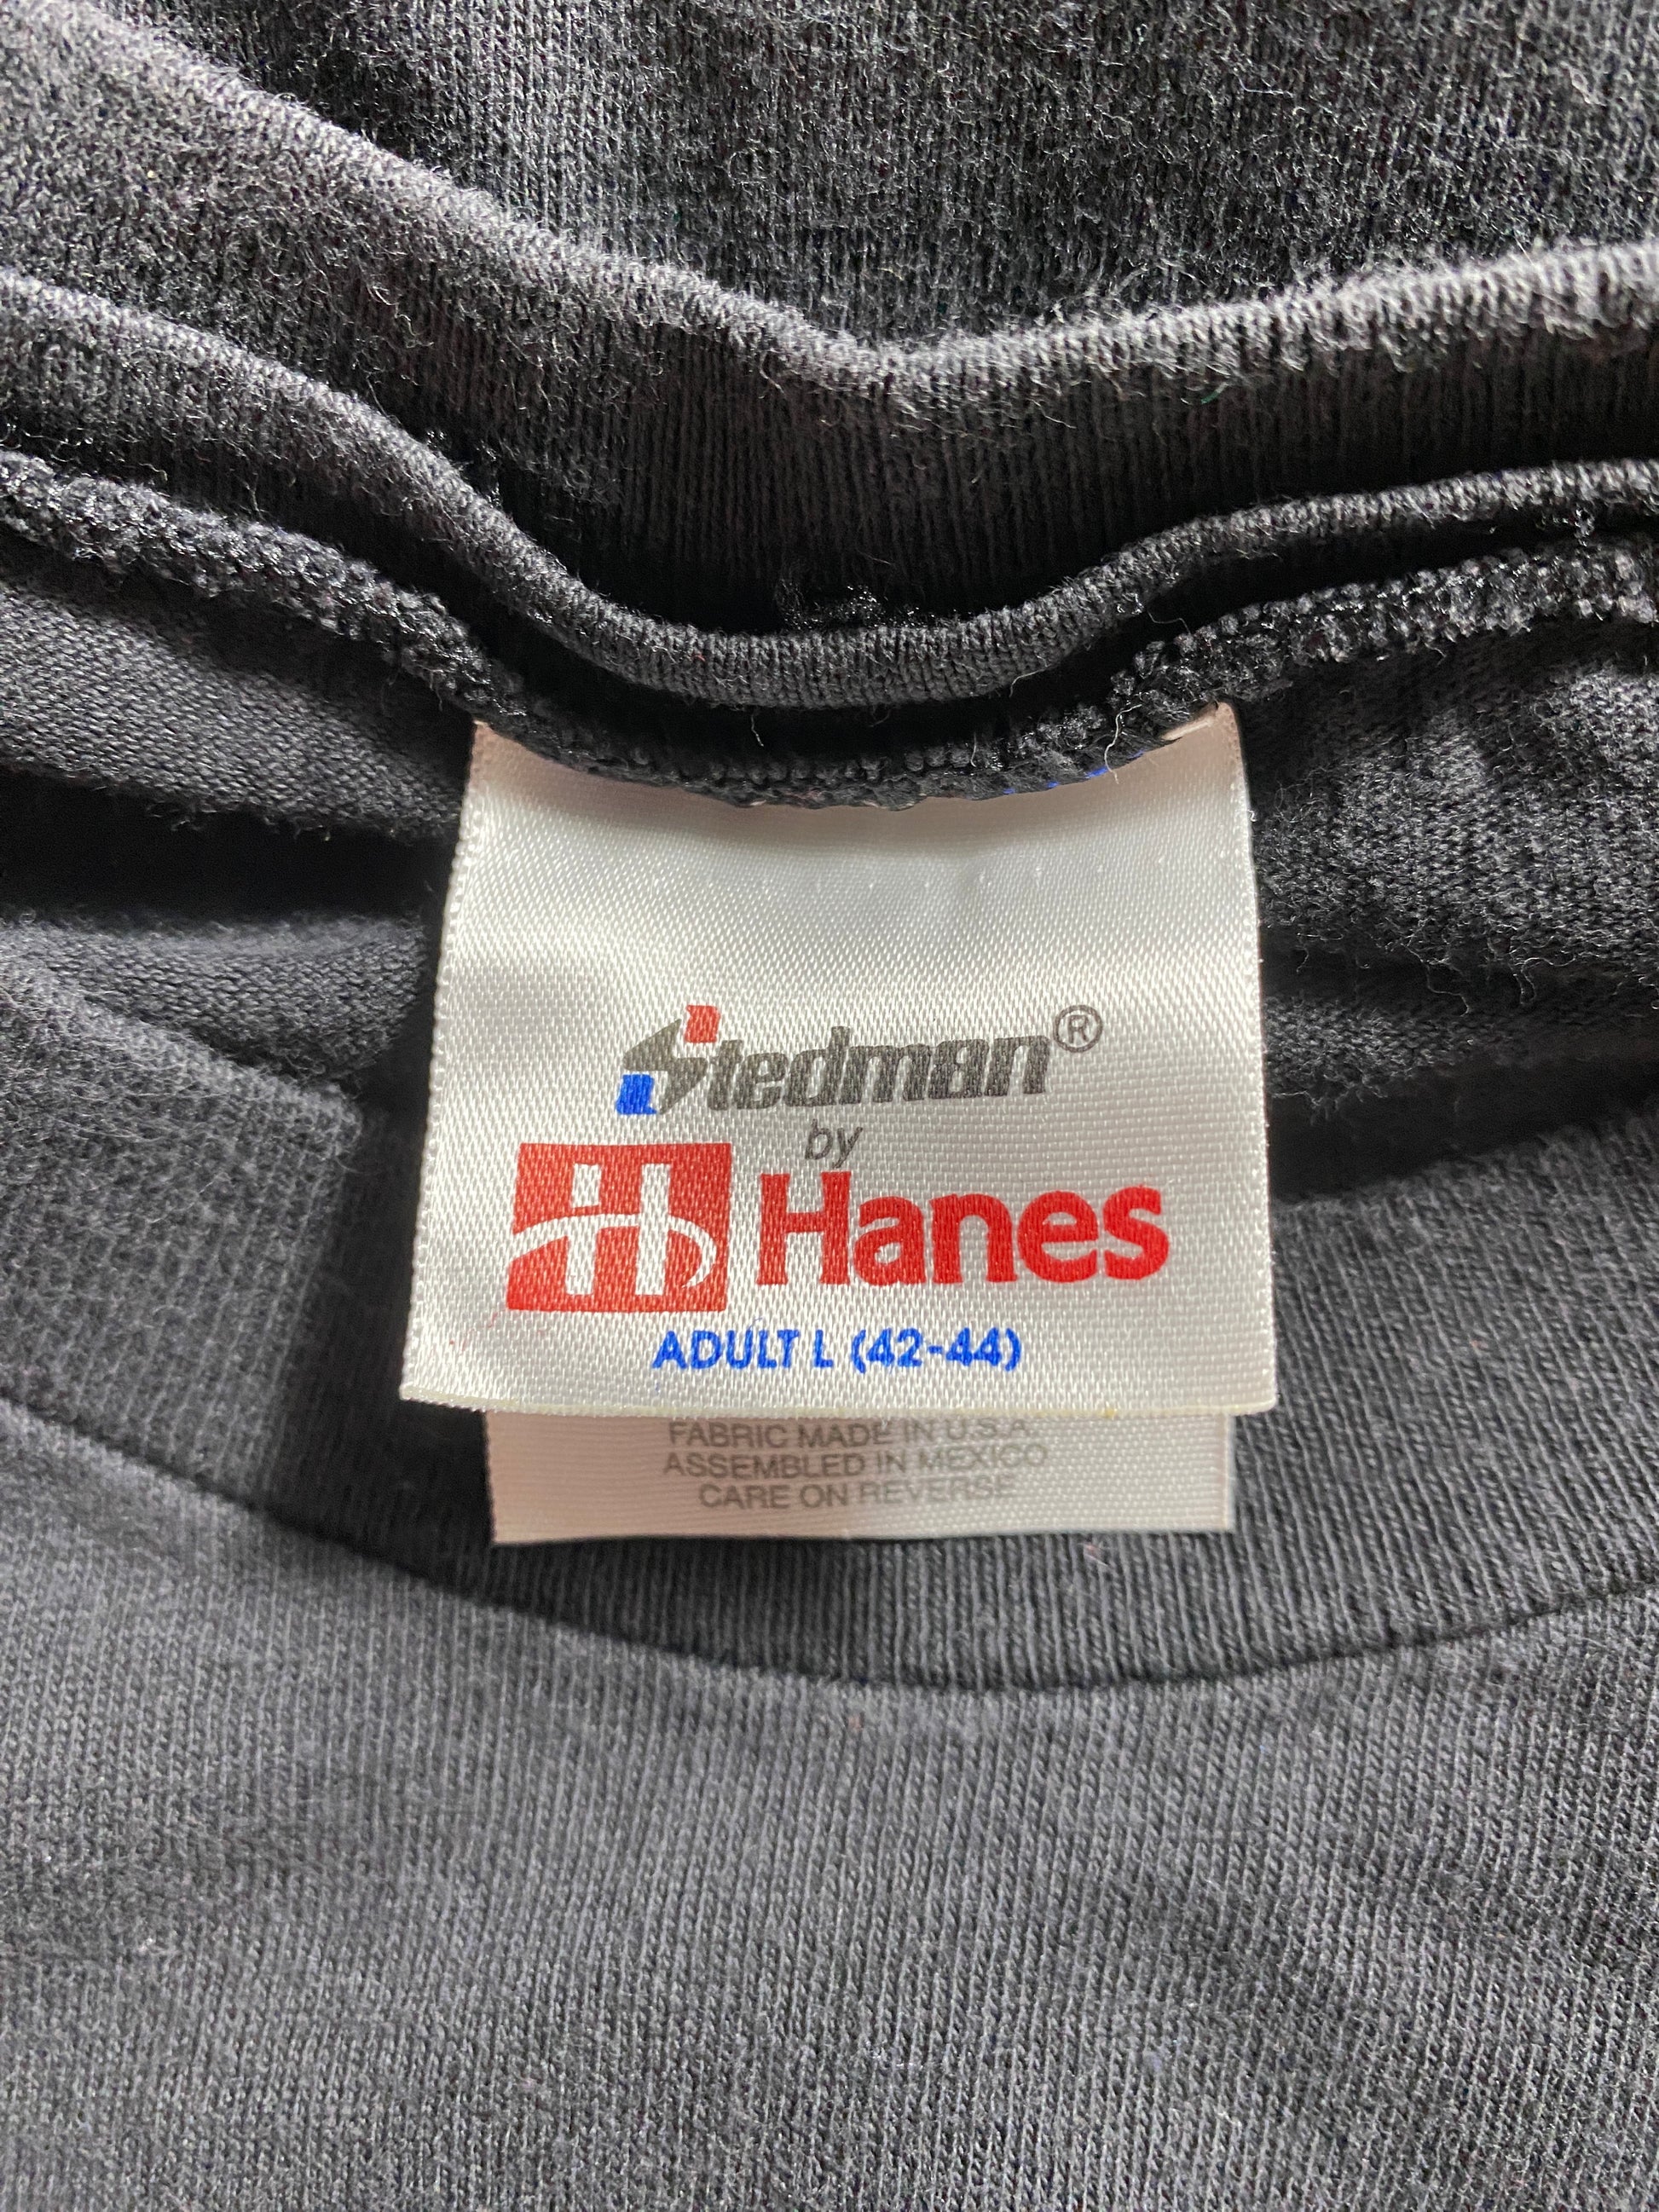 Stedman®
by
Hanes
ADULT L (42-44)
FABRIC MADE IN U.S.A.
ASSEMBLED IN MEXICO
CARE ON REVERSE